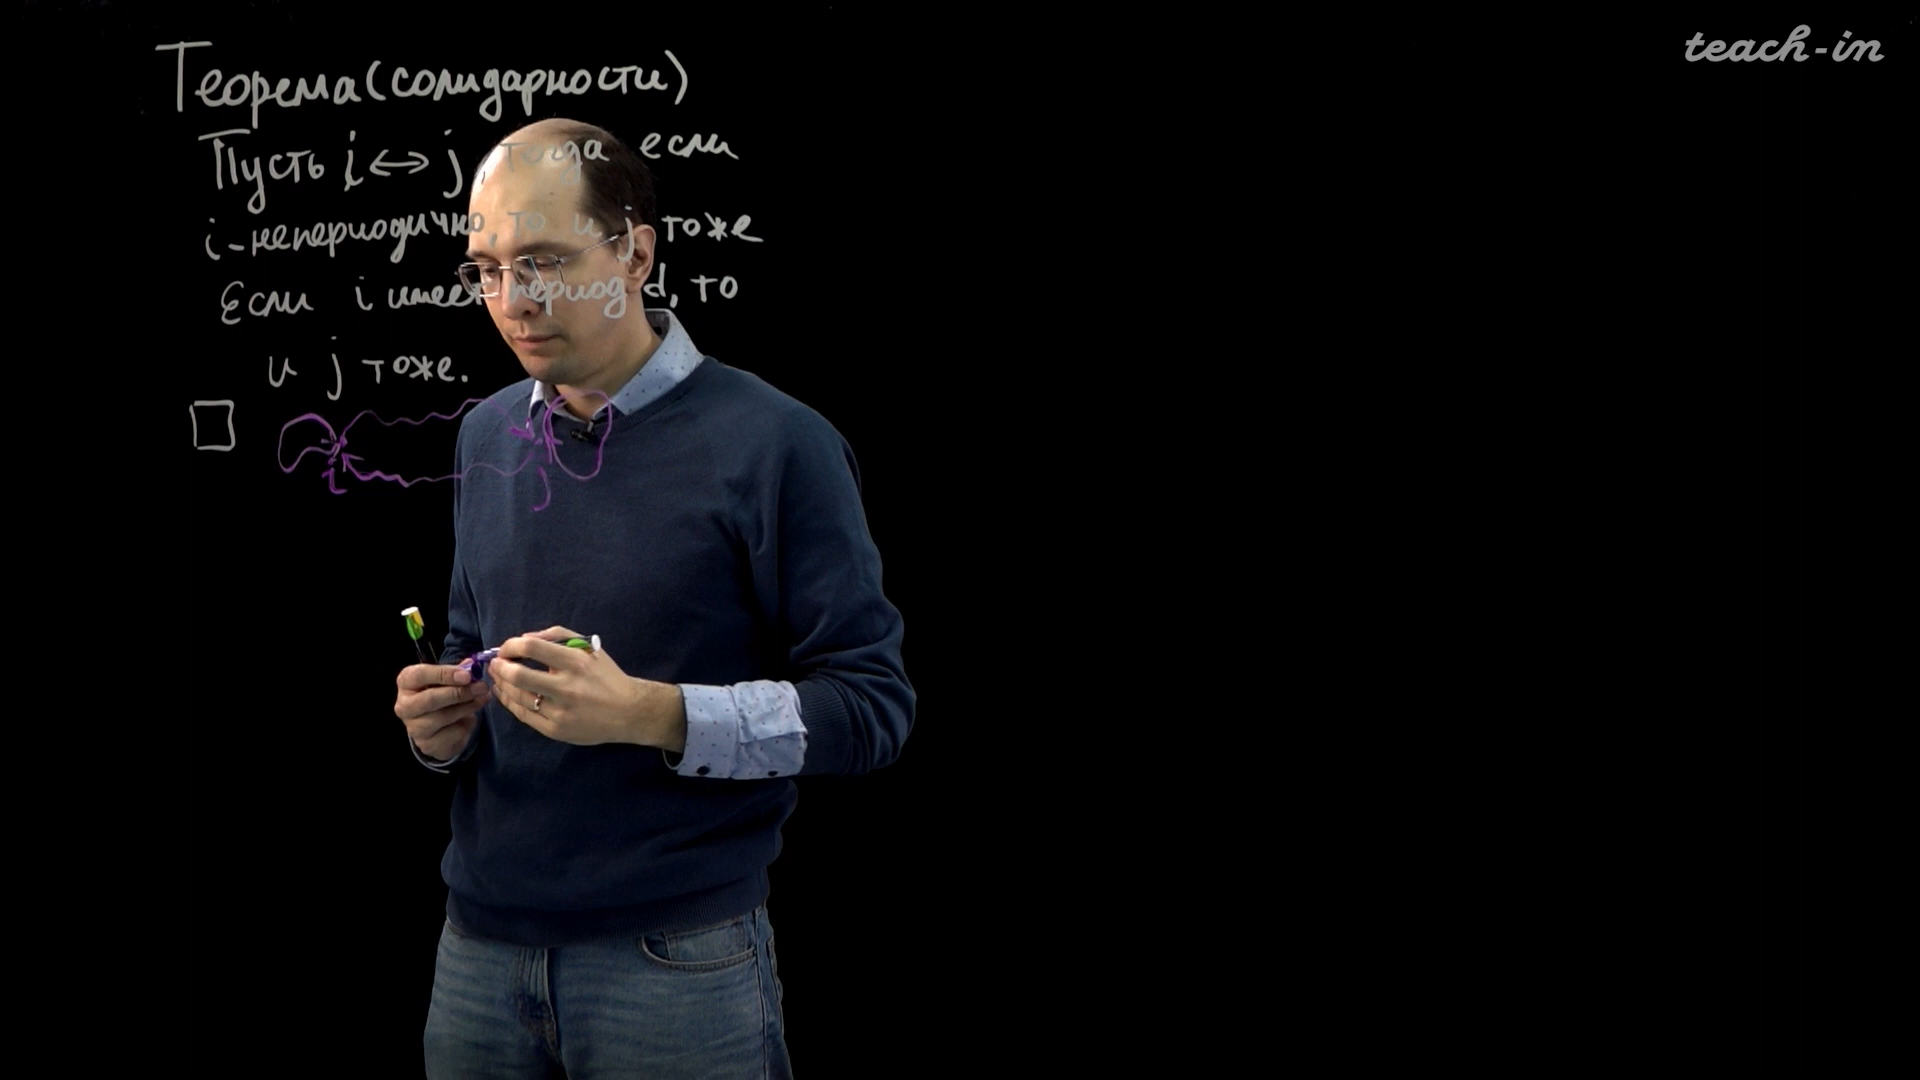 teach-in
Теорема (солидарности)
Пусть i ↔ j, тогда если
i - непериодично, то и j тоже
Если i имеет период d, то
и j тоже.
i j